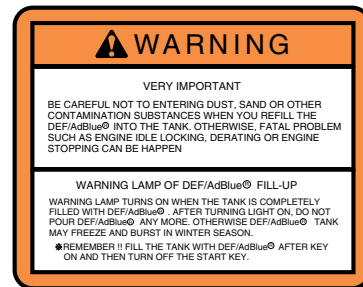 WARNING
VERY IMPORTANT
BE CAREFUL NOT TO ENTERING DUST, SAND OR OTHER
CONTAMINATION SUBSTANCES WHEN YOU REFILL THE
DEF/AdBlue® INTO THE TANK. OTHERWISE, FATAL PROBLEM
SUCH AS ENGINE IDLE LOCKING, DERATING OR ENGINE
STOPPING CAN BE HAPPEN
WARNING LAMP OF DEF/AdBlue® FILL-UP
WARNING LAMP TURNS ON WHEN THE TANK IS COMPLETELY
FILLED WITH DEF/AdBlue® . AFTER TURNING LIGHT ON, DO NOT
POUR DEF/AdBlue® ANY MORE. OTHERWISE DEF/AdBlue® TANK
MAY FREEZE AND BURST IN WINTER SEASON.
✽REMEMBER !! FILL THE TANK WITH DEF/AdBlue® AFTER KEY
ON AND THEN TURN OFF THE START KEY.